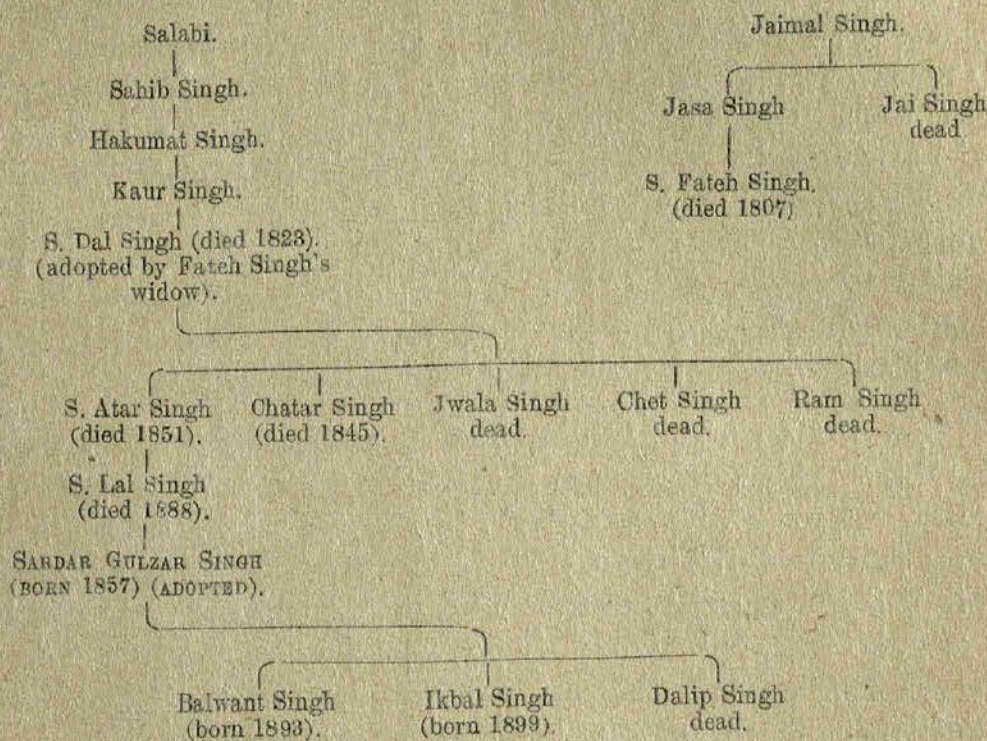 Salabi.
Sahib Singh.
Hakumat Singh.
Kaur Singh.
S. Dal Singh (died 1823).
(adopted by Fateh Singh's
widow).
Jaimal Singh.
Jasa Singh
Jai Singh
dead
S. Fateh Singh.
(died 1807)
S. Atar Singh
(died 1851).
Chatar Singh
(died 1845).
Jwala Singh
dead.
Chet Singh
dead.
Ram Singh
dead.
S. Lal Singh
(died 1888).
SARDAR GULZAR SINGH
(BORN 1857) (ADOPTED).
Balwant Singh
(born 1893).
Ikbal Singh
(born 1899).
Dalip Singh
dead.